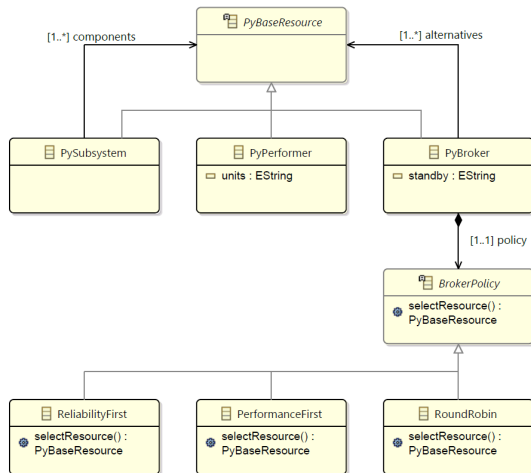 PyBaseResource
[1..*] components
[1..*] alternatives
PySubsystem
PyPerformer
units : EString
PyBroker
standby : EString
[1..1] policy
BrokerPolicy
selectResource() :
PyBaseResource
ReliabilityFirst
selectResource() :
PyBaseResource
PerformanceFirst
selectResource() :
PyBaseResource
RoundRobin
selectResource() :
PyBaseResource